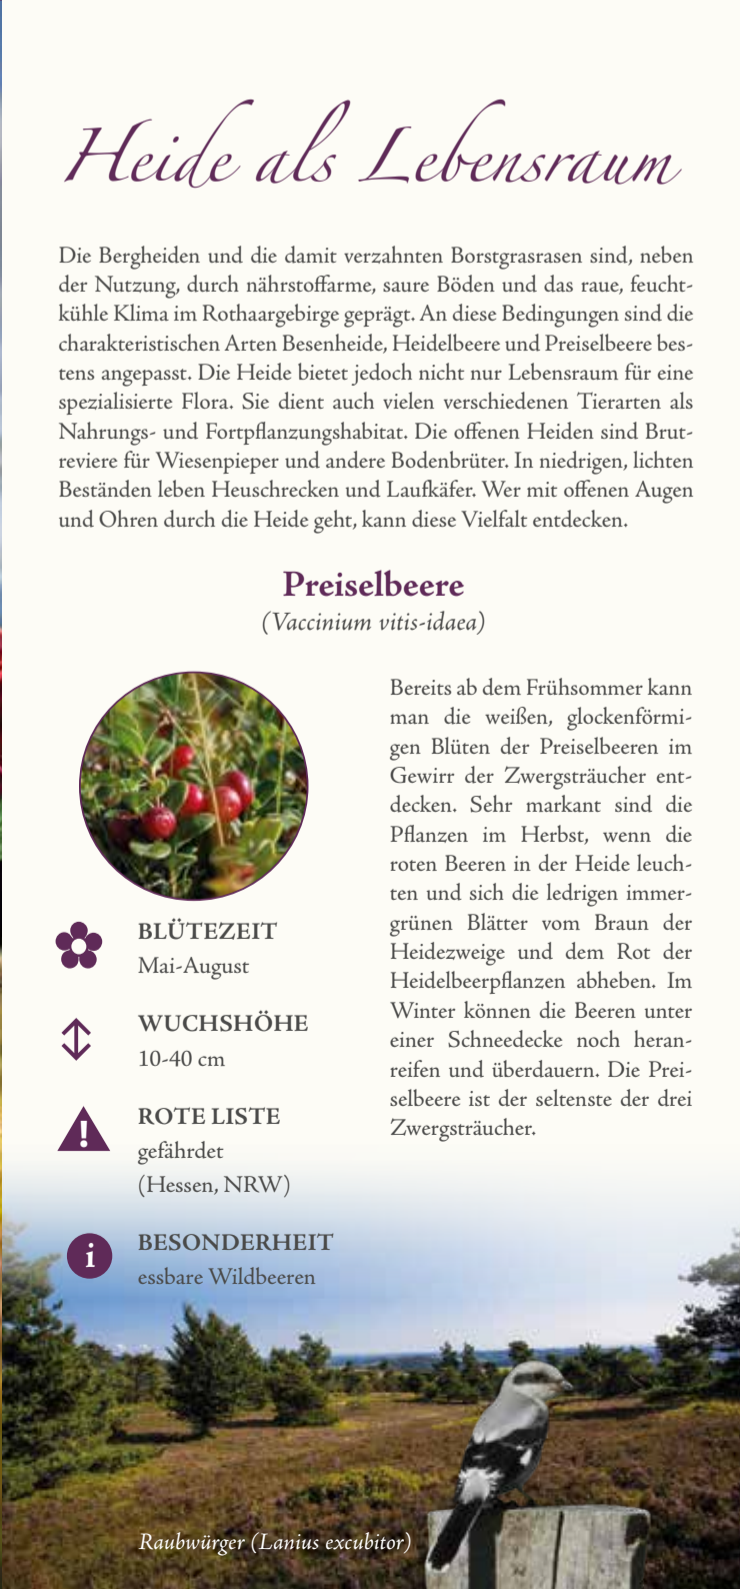 Heide als Lebensraum
Die Bergheiden und die damit verzahnten Borstgrasrasen sind, neben
der Nutzung, durch nährstoffarme, saure Böden und das raue, feucht-
kühle Klima im Rothaargebirge geprägt. An diese Bedingungen sind die
charakteristischen Arten Besenheide, Heidelbeere und Preiselbeere bes-
tens angepasst. Die Heide bietet jedoch nicht nur Lebensraum für eine
spezialisierte Flora. Sie dient auch vielen verschiedenen Tierarten als
Nahrungs- und Fortpflanzungshabitat. Die offenen Heiden sind Brut-
reviere für Wiesenpieper und andere Bodenbrüter. In niedrigen, lichten
Beständen leben Heuschrecken und Laufkäfer. Wer mit offenen Augen
und Ohren durch die Heide geht, kann diese Vielfalt entdecken.
Preiselbeere
(Vaccinium vitis-idaea)
BLÜTEZEIT
Mai-August
WUCHSHÖHE
10-40 cm
ROTE LISTE
gefährdet
(Hessen, NRW)
BESONDERHEIT
essbare Wildbeeren
Bereits ab dem Frühsommer kann
man die weißen, glockenförmi-
gen Blüten der Preiselbeeren im
Gewirr der Zwergsträucher ent-
decken. Sehr markant sind die
Pflanzen im Herbst, wenn die
roten Beeren in der Heide leuch-
ten und sich die ledrigen immer-
grünen Blätter vom Braun der
Heidezweige und dem Rot der
Heidelbeerpflanzen abheben. Im
Winter können die Beeren unter
einer Schneedecke noch heran-
reifen und überdauern. Die Prei-
selbeere ist der seltenste der drei
Zwergsträucher.
Raubwürger (Lanius excubitor)